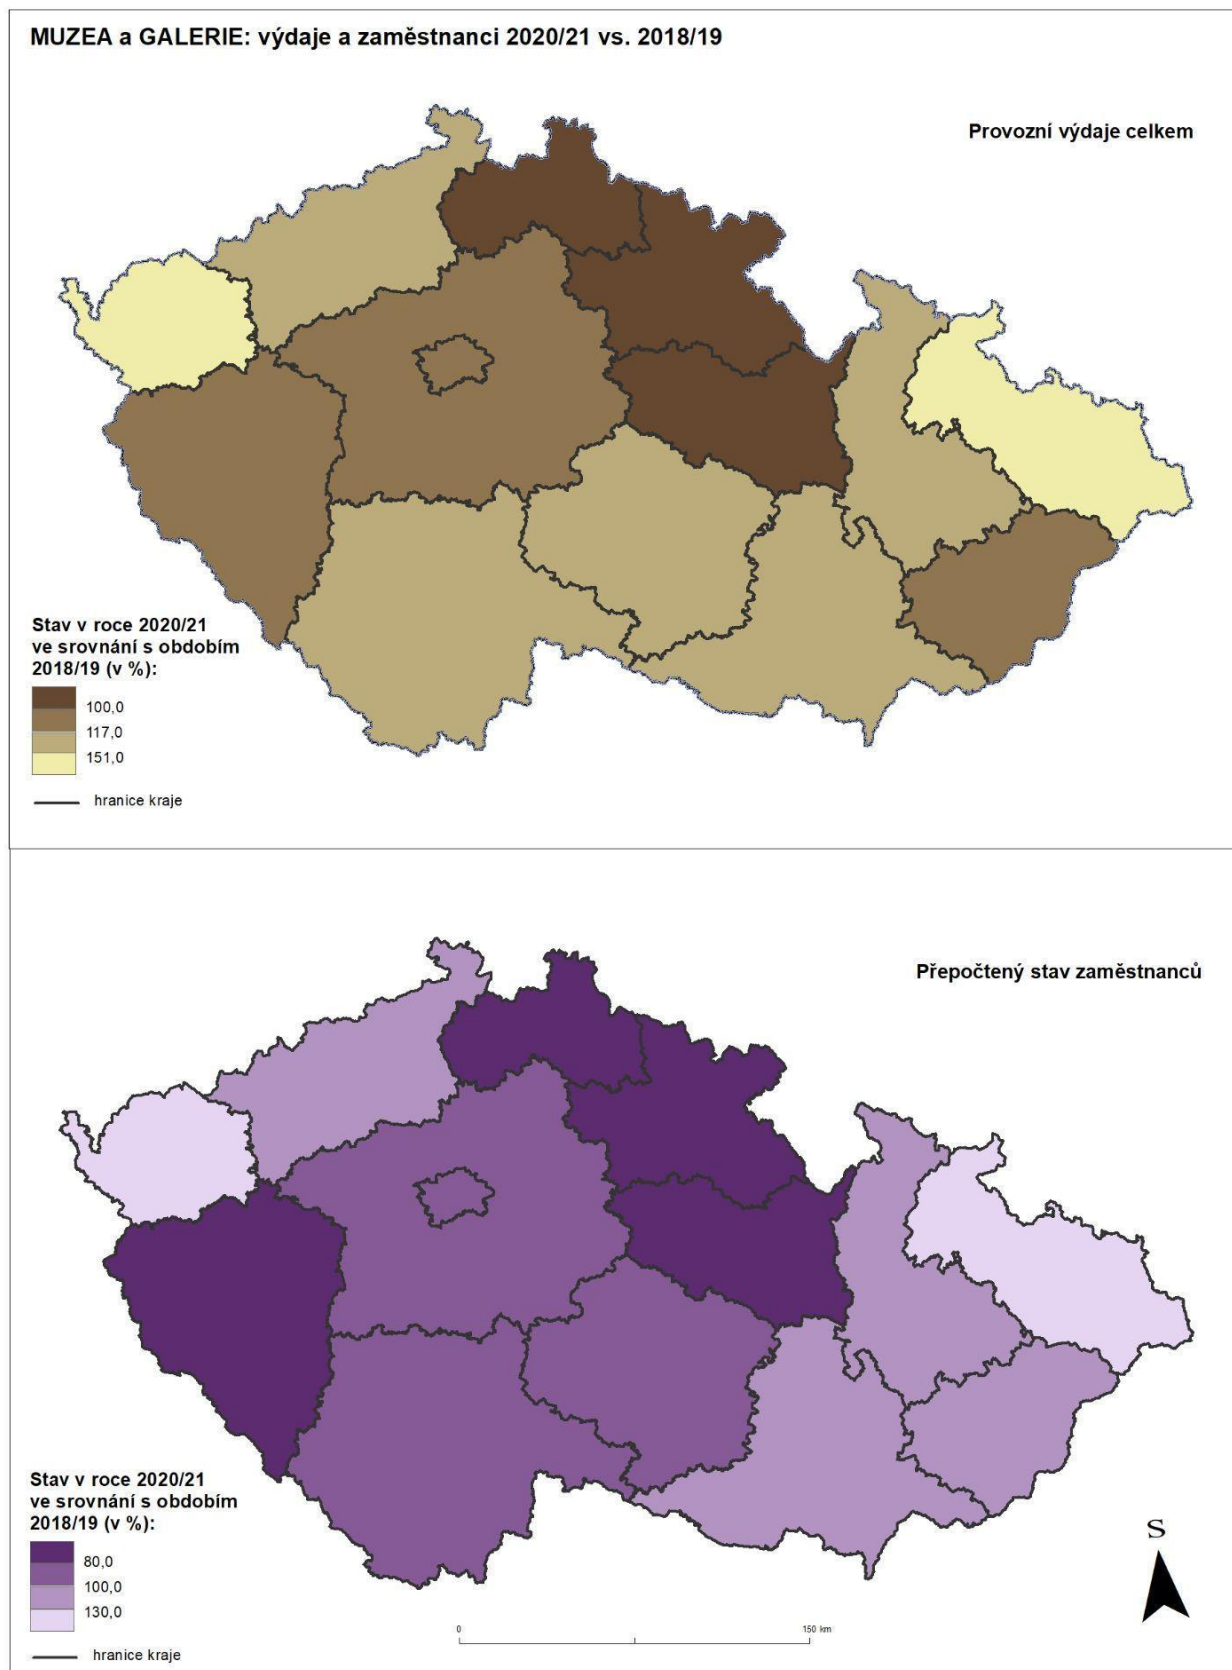 MUZEA a GALERIE: výdaje a zaměstnanci 2020/21 vs. 2018/19
Provozní výdaje celkem
Stav v roce 2020/21
ve srovnání s obdobím
2018/19 (v %):
100,0
117,0
151,0
hranice kraje
Přepočtený stav zaměstnanců
Stav v roce 2020/21
ve srovnání s obdobím
2018/19 (v %):
80,0
100,0
130,0
hranice kraje
0 150 km
S